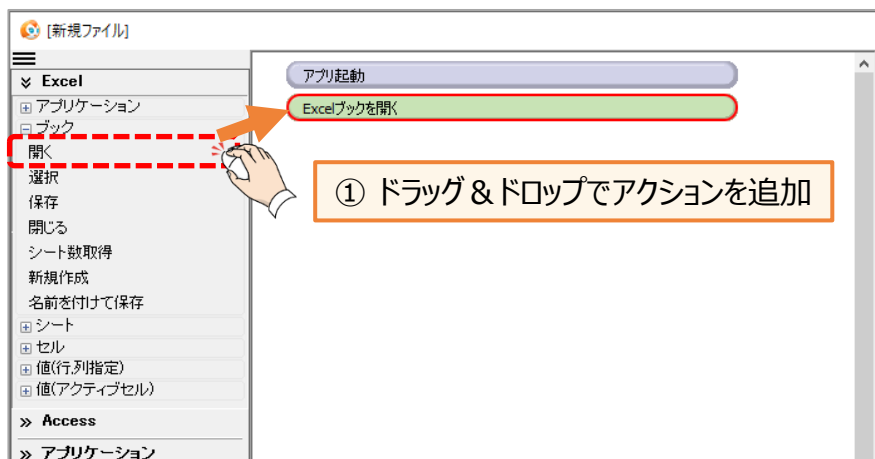 [新規ファイル]
Excel
アプリケーション
ブック
開く
選択
保存
閉じる
シート数取得
新規作成
名前を付けて保存
シート
セル
値(行,列指定)
値(アクティブセル)
Access
アプリケーション
アプリ起動
Excelブックを開く
① ドラッグ&ドロップでアクションを追加